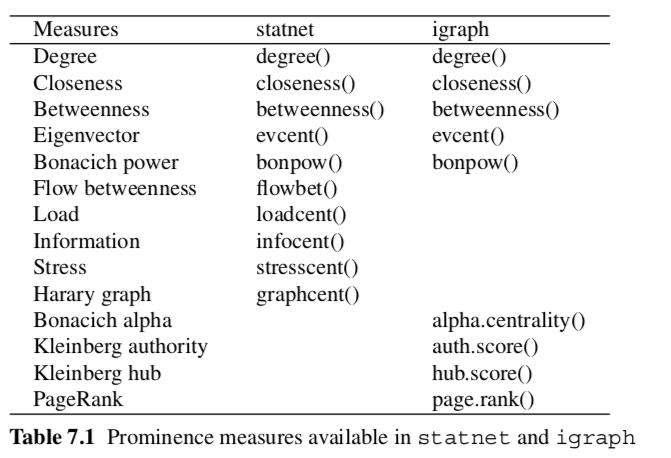 Measures statnet igraph
Degree degree() degree()
Closeness closeness() closeness()
Betweenness betweenness() betweenness()
Eigenvector evcent() evcent()
Bonacich power bonpow() bonpow()
Flow betweenness flowbet()
Load loadcent()
Information infocent()
Stress stresscent()
Harary graph graphcent()
Bonacich alpha alpha.centrality()
Kleinberg authority auth.score()
Kleinberg hub hub.score()
PageRank page.rank()
Table 7.1 Prominence measures available in statnet and igraph